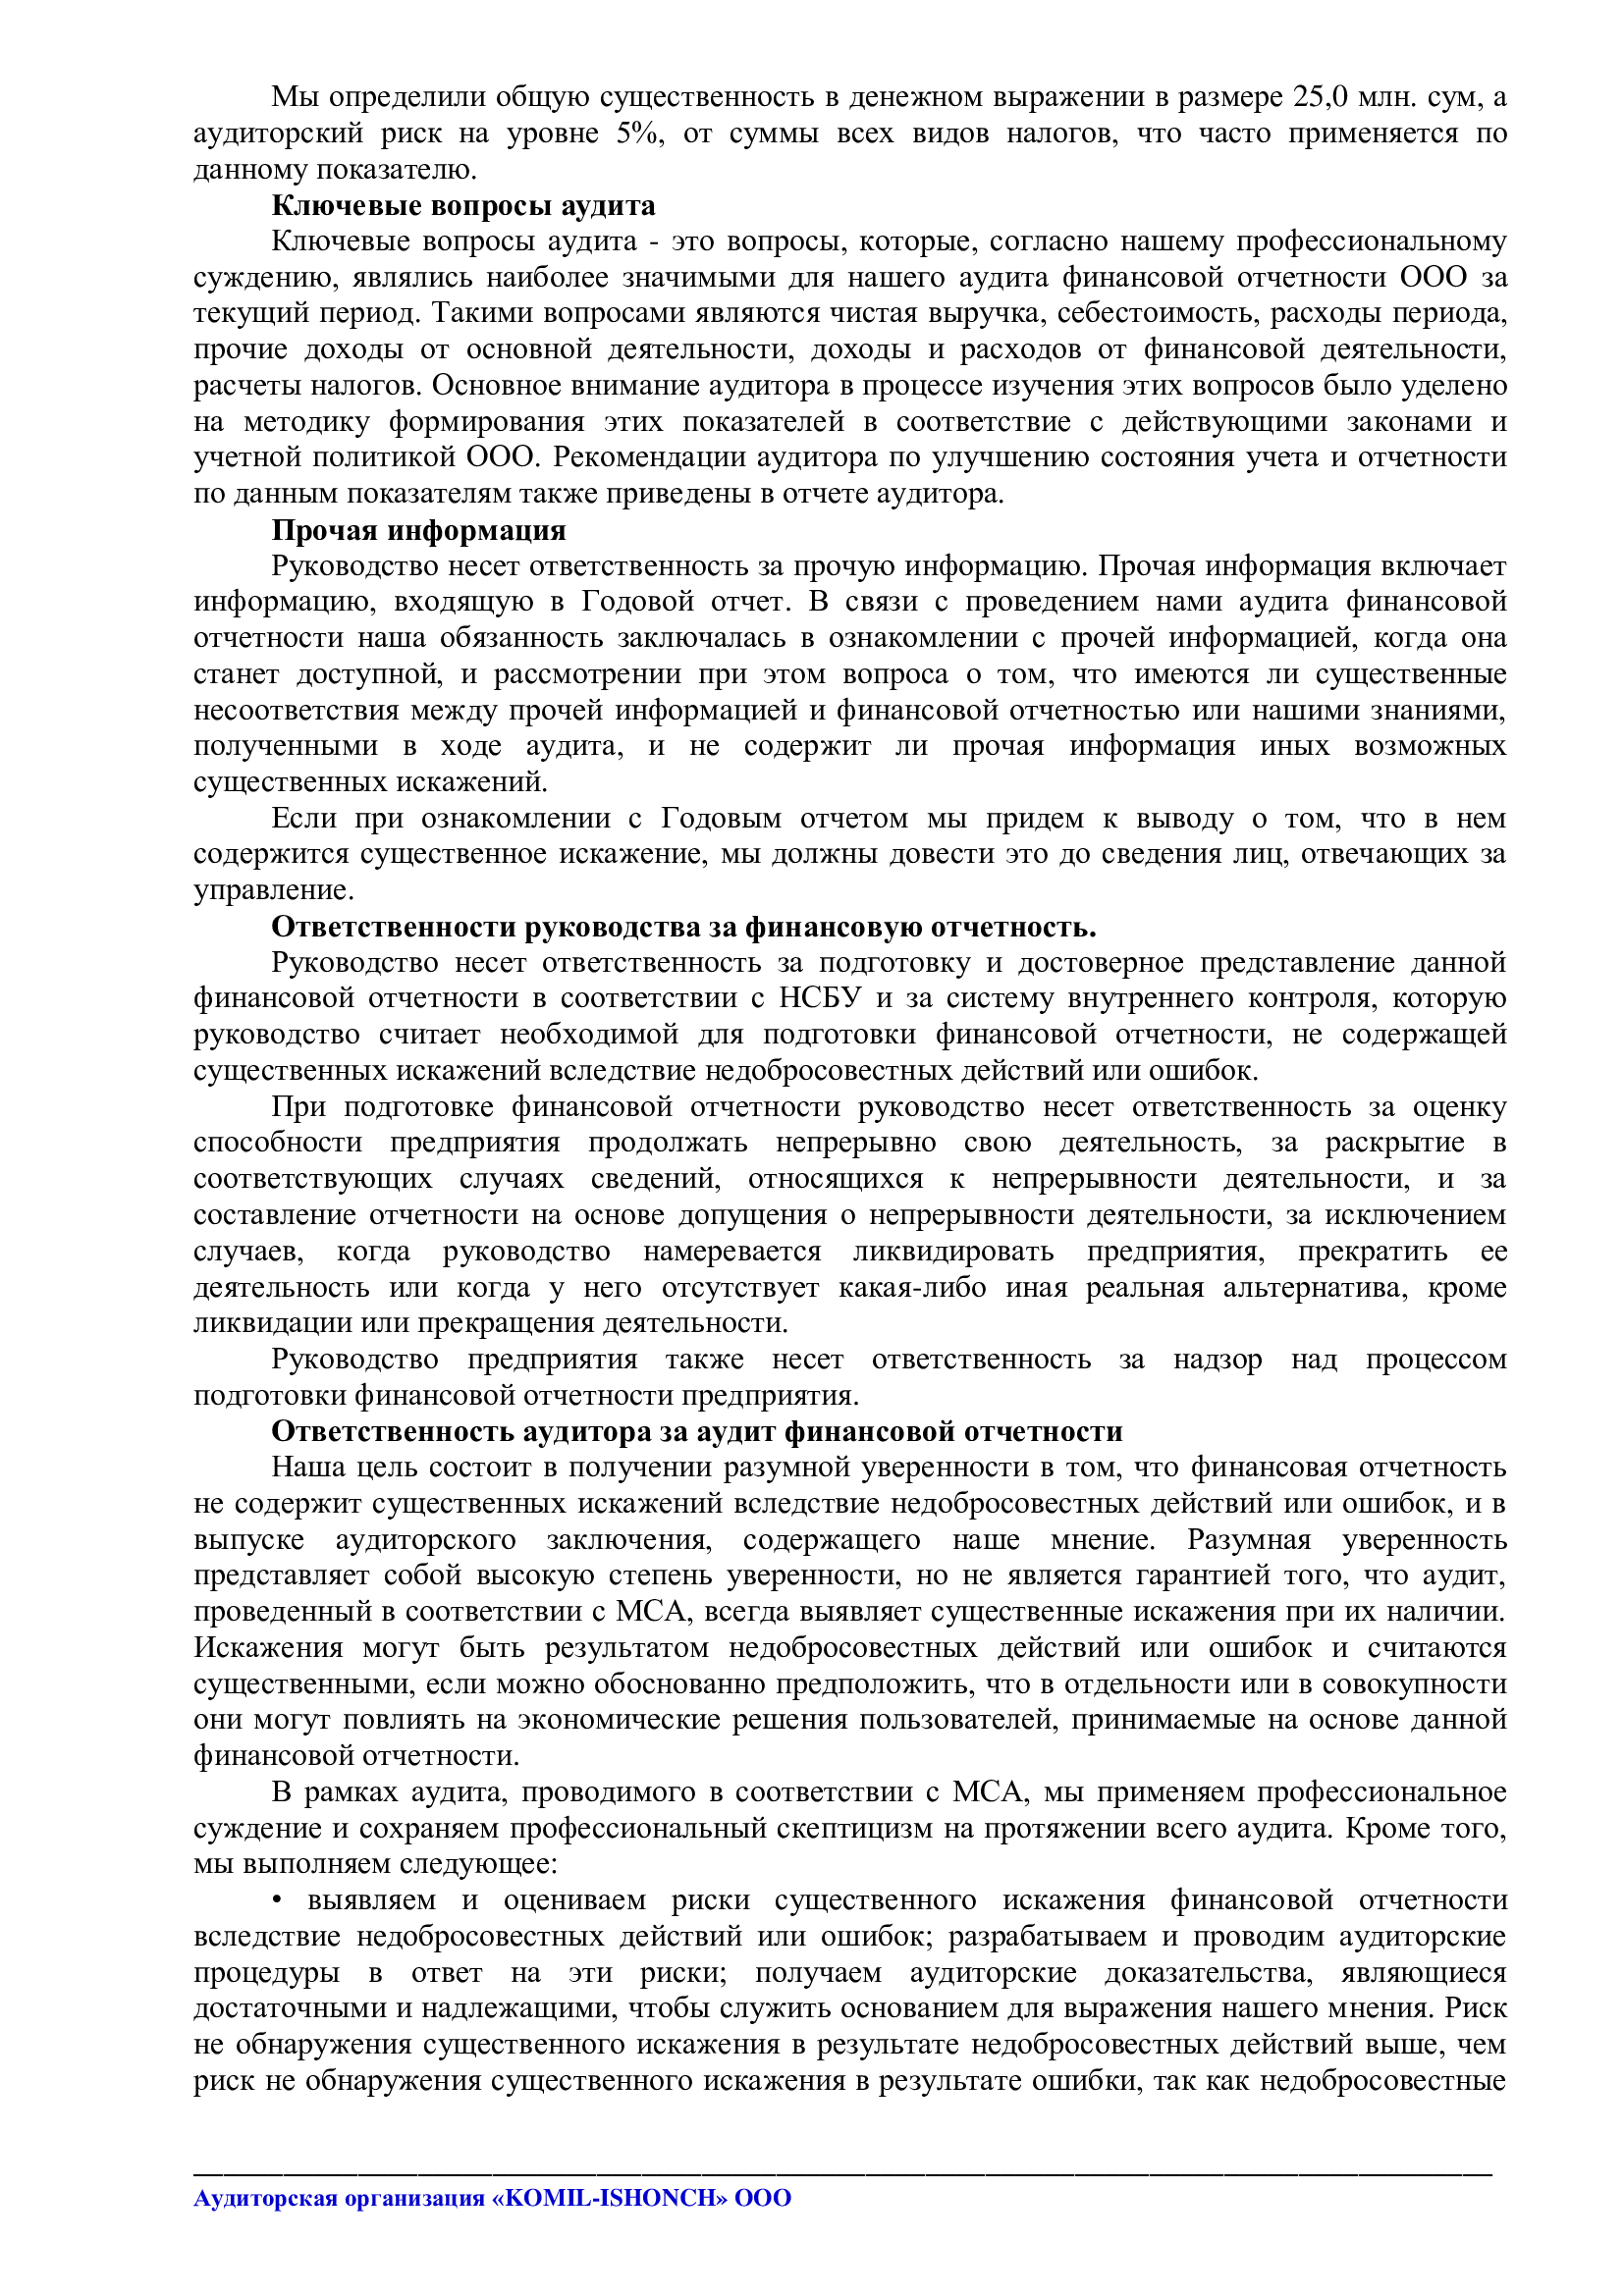 Мы определили общую существенность в денежном выражении в размере 25,0 млн. сум, а
аудиторский риск на уровне 5%, от суммы всех видов налогов, что часто применяется по
данному показателю.
Ключевые вопросы аудита
Ключевые вопросы аудита - это вопросы, которые, согласно нашему профессиональному
суждению, являлись наиболее значимыми для нашего аудита финансовой отчетности ООО за
текущий период. Такими вопросами являются чистая выручка, себестоимость, расходы периода,
прочие доходы от основной деятельности, доходы и расходов от финансовой деятельности,
расчеты налогов. Основное внимание аудитора в процессе изучения этих вопросов было уделено
на методику формирования этих показателей в соответствие с действующими законами и
учетной политикой ООО. Рекомендации аудитора по улучшению состояния учета и отчетности
по данным показателям также приведены в отчете аудитора.
Прочая информация
Руководство несет ответственность за прочую информацию. Прочая информация включает
информацию, входящую в Годовой отчет. В связи с проведением нами аудита финансовой
отчетности наша обязанность заключалась в ознакомлении с прочей информацией, когда она
станет доступной, и рассмотрении при этом вопроса о том, что имеются ли существенные
несоответствия между прочей информацией и финансовой отчетностью или нашими знаниями,
полученными в ходе аудита, и не содержит ли прочая информация иных возможных
существенных искажений.
Если при ознакомлении с Годовым отчетом мы придем к выводу о том, что в нем
содержится существенное искажение, мы должны довести это до сведения лиц, отвечающих за
управление.
Ответственности руководства за финансовую отчетность.
Руководство несет ответственность за подготовку и достоверное представление данной
финансовой отчетности в соответствии с НСБУ и за систему внутреннего контроля, которую
руководство считает необходимой для подготовки финансовой отчетности, не содержащей
существенных искажений вследствие недобросовестных действий или ошибок.
При подготовке финансовой отчетности руководство несет ответственность за оценку
способности предприятия продолжать непрерывно свою деятельность, за раскрытие в
соответствующих случаях сведений, относящихся к непрерывности деятельности, и за
составление отчетности на основе допущения о непрерывности деятельности, за исключением
случаев, когда руководство намеревается ликвидировать предприятия, прекратить ее
деятельность или когда у него отсутствует какая-либо иная реальная альтернатива, кроме
ликвидации или прекращения деятельности.
Руководство предприятия также несет ответственность за надзор над процессом
подготовки финансовой отчетности предприятия.
Ответственность аудитора за аудит финансовой отчетности
Наша цель состоит в получении разумной уверенности в том, что финансовая отчетность
не содержит существенных искажений вследствие недобросовестных действий или ошибок, и в
выпуске аудиторского заключения, содержащего наше мнение. Разумная уверенность
представляет собой высокую степень уверенности, но не является гарантией того, что аудит,
проведенный в соответствии с МСА, всегда выявляет существенные искажения при их наличии.
Искажения могут быть результатом недобросовестных действий или ошибок и считаются
существенными, если можно обоснованно предположить, что в отдельности или в совокупности
они могут повлиять на экономические решения пользователей, принимаемые на основе данной
финансовой отчетности.
В рамках аудита, проводимого в соответствии с МСА, мы применяем профессиональное
суждение и сохраняем профессиональный скептицизм на протяжении всего аудита. Кроме того,
мы выполняем следующее:
• выявляем и оцениваем риски существенного искажения финансовой отчетности
вследствие недобросовестных действий или ошибок; разрабатываем и проводим аудиторские
процедуры в ответ на эти риски; получаем аудиторские доказательства, являющиеся
достаточными и надлежащими, чтобы служить основанием для выражения нашего мнения. Риск
не обнаружения существенного искажения в результате недобросовестных действий выше, чем
риск не обнаружения существенного искажения в результате ошибки, так как недобросовестные
Аудиторская организация «KOMIL-ISHONCH» ООО